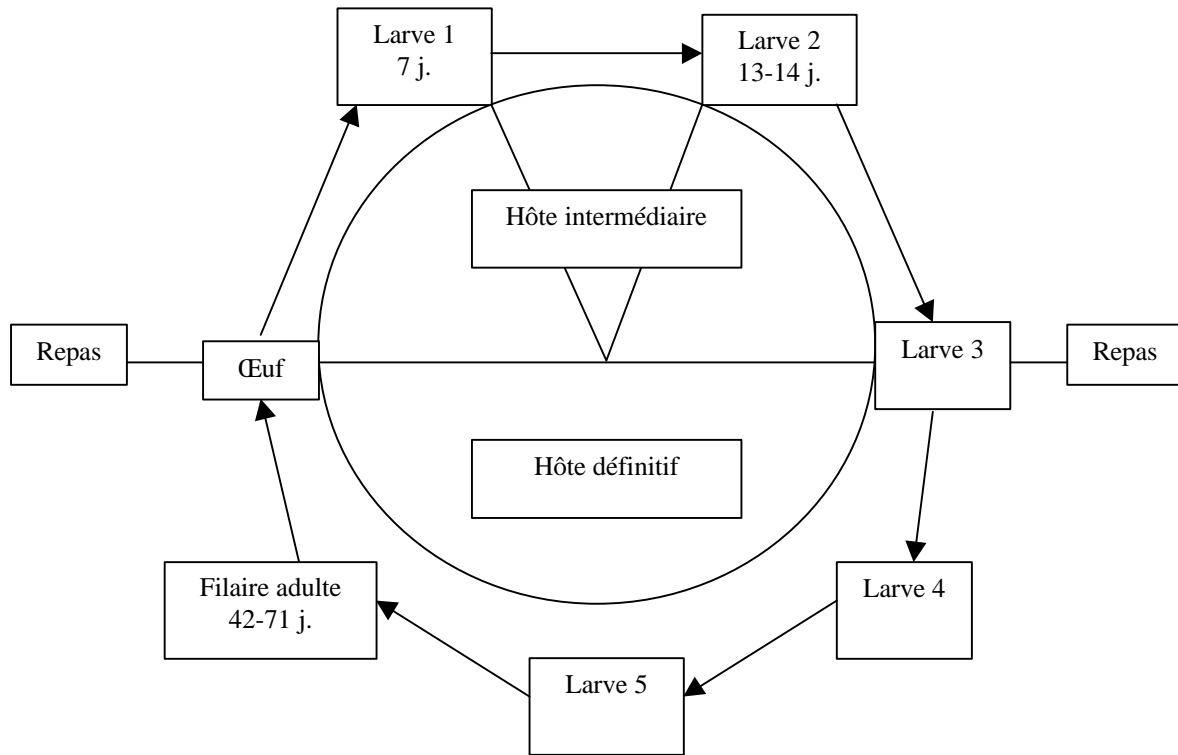 Larve 1
7 j.
Larve 2
13-14 j.
Hôte intermédiaire
Repas
Œuf
Larve 3
Repas
Hôte définitif
Filaire adulte
42-71 j.
Larve 4
Larve 5